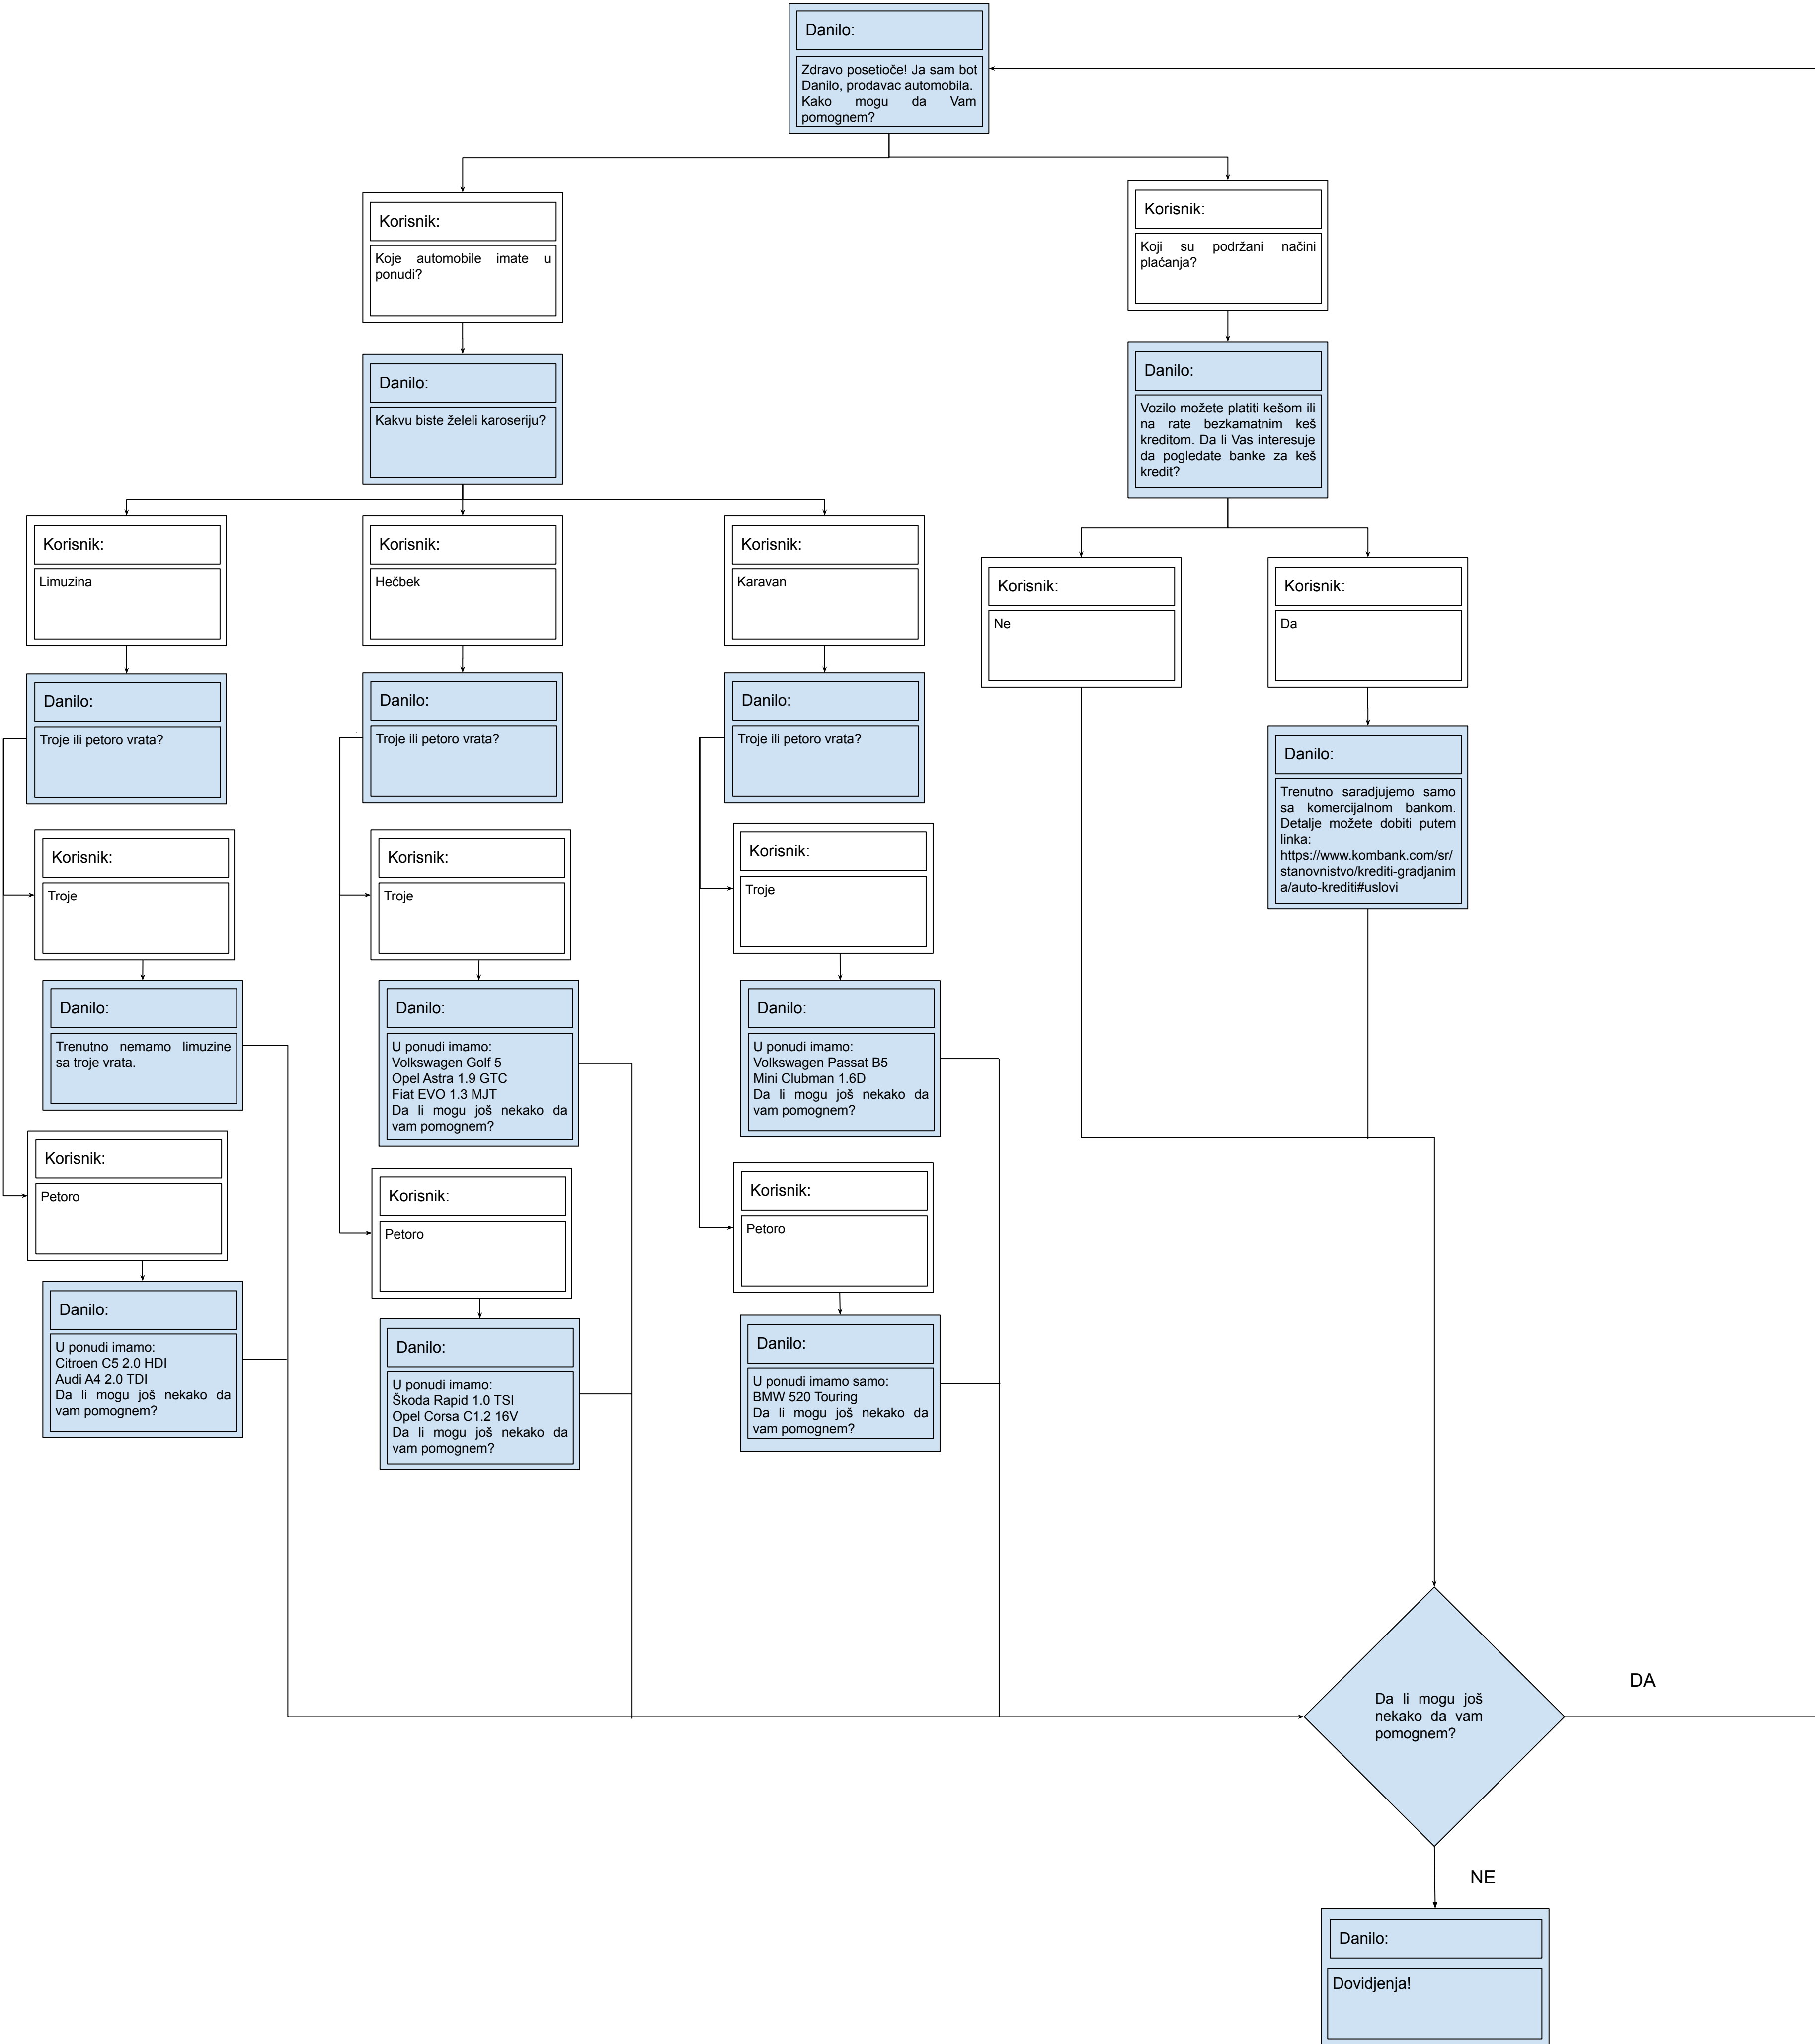 Danilo:
Zdravo posetioče! Ja sam bot
Danilo, prodavac automobila.
Kako mogu da Vam
pomognem?
Korisnik:
Koje automobile imate u
ponudi?
Korisnik:
Koji su podržani načini
plaćanja?
Danilo:
Kakvu biste želeli karoseriju?
Danilo:
Vozilo možete platiti kešom ili
na rate bezkamatnim keš
kreditom. Da li Vas interesuje
da pogledate banke za keš
kredit?
Korisnik:
Limuzina
Korisnik:
Hečbek
Korisnik:
Karavan
Korisnik:
Ne
Korisnik:
Da
Danilo:
Troje ili petoro vrata?
Danilo:
Troje ili petoro vrata?
Danilo:
Troje ili petoro vrata?
Danilo:
Trenutno saradjujemo samo
sa komercijalnom bankom.
Detalje možete dobiti putem
linka:
https://www.kombank.com/sr/
stanovnistvo/krediti-gradjanim
a/auto-krediti#uslovi
Korisnik:
Troje
Korisnik:
Troje
Korisnik:
Troje
Danilo:
Trenutno nemamo limuzine
sa troje vrata.
Danilo:
U ponudi imamo:
Volkswagen Golf 5
Opel Astra 1.9 GTC
Fiat EVO 1.3 MJT
Da li mogu još nekako da
vam pomognem?
Danilo:
U ponudi imamo:
Volkswagen Passat B5
Mini Clubman 1.6D
Da li mogu još nekako da
vam pomognem?
Korisnik:
Petoro
Korisnik:
Petoro
Korisnik:
Petoro
Danilo:
U ponudi imamo:
Citroen C5 2.0 HDI
Audi A4 2.0 TDI
Da li mogu još nekako da
vam pomognem?
Danilo:
U ponudi imamo:
Škoda Rapid 1.0 TSI
Opel Corsa C1.2 16V
Da li mogu još nekako da
vam pomognem?
Danilo:
U ponudi imamo samo:
BMW 520 Touring
Da li mogu još nekako da
vam pomognem?
Da li mogu još
nekako da vam
pomognem?
DA
NE
Danilo:
Dovidjenja!